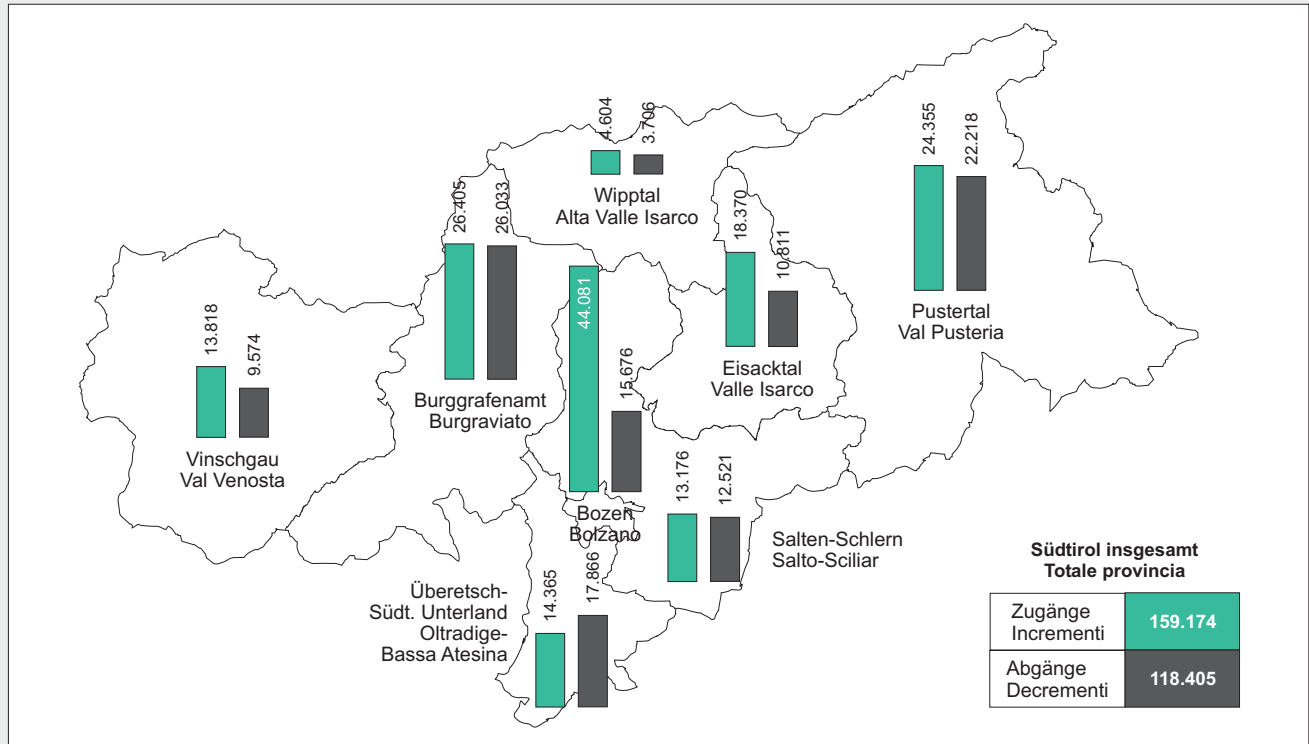 4.604
3.706
Wipptal
Alta Valle Isarco
24.355
22.218
Pustertal
Val Pusteria
26.405
26.033
Burggrafenamt
Burgraviato
18.370
10.811
Eisacktal
Valle Isarco
44.081
15.676
Bozen
Bolzano
13.818
9.574
Vinschgau
Val Venosta
13.176
12.521
Salten-Schlern
Salto-Sciliar
Überetsch-
Südt. Unterland
Oltradige-
Bassa Atesina
14.365
17.866
Südtirol insgesamt
Totale provincia
Zugänge
Incrementi
159.174
Abgänge
Decrementi
118.405